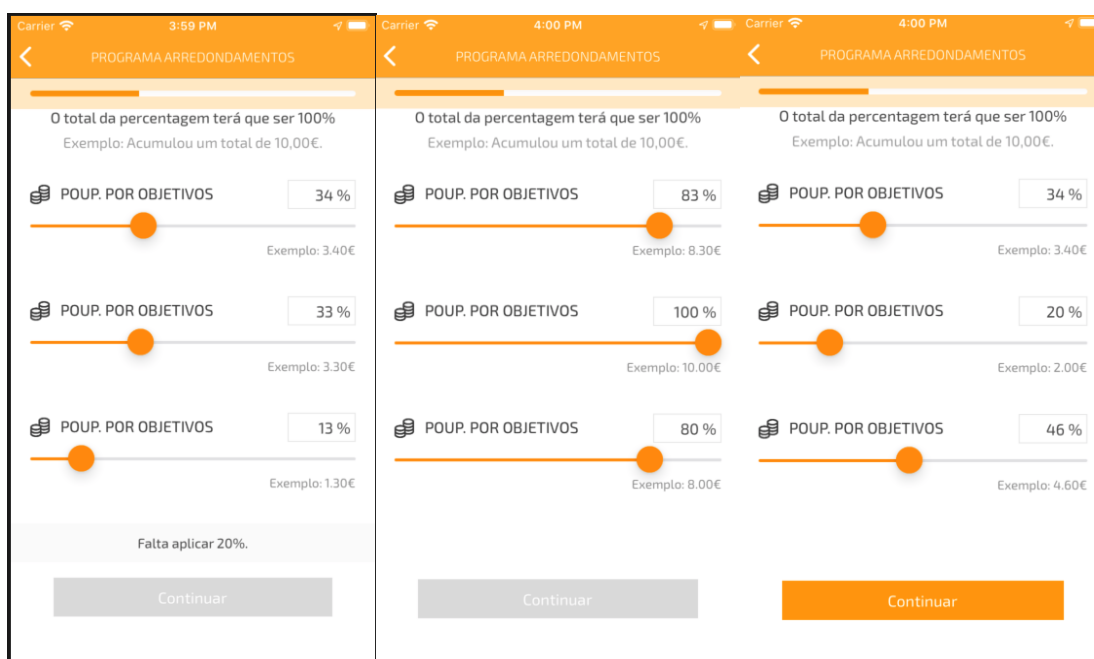 Carrier 3:59 PM
PROGRAMA ARREDONDAMENTOS
O total da percentagem terá que ser 100%
Exemplo: Acumulou um total de 10,00€.
POUP. POR OBJETIVOS 34 %
Exemplo: 3.40€
POUP. POR OBJETIVOS 33 %
Exemplo: 3.30€
POUP. POR OBJETIVOS 13 %
Exemplo: 1.30€
Falta aplicar 20%.
Continuar
Carrier 4:00 PM
PROGRAMA ARREDONDAMENTOS
O total da percentagem terá que ser 100%
Exemplo: Acumulou um total de 10,00€.
POUP. POR OBJETIVOS 83 %
Exemplo: 8.30€
POUP. POR OBJETIVOS 100 %
Exemplo: 10.00€
POUP. POR OBJETIVOS 80 %
Exemplo: 8.00€
Continuar
Carrier 4:00 PM
PROGRAMA ARREDONDAMENTOS
O total da percentagem terá que ser 100%
Exemplo: Acumulou um total de 10,00€.
POUP. POR OBJETIVOS 34 %
Exemplo: 3.40€
POUP. POR OBJETIVOS 20 %
Exemplo: 2.00€
POUP. POR OBJETIVOS 46 %
Exemplo: 4.60€
Continuar